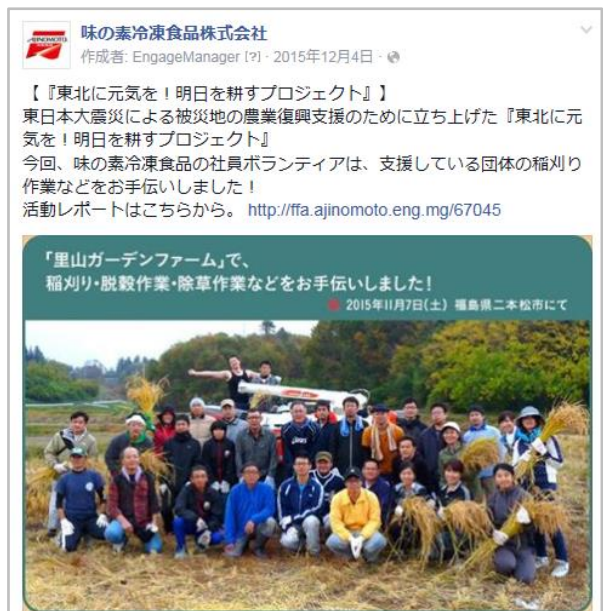 味の素冷凍食品株式会社
作成者: EngageManager [?] · 2015年12月4日 ·
【『東北に元気を！明日を耕すプロジェクト』】
東日本大震災による被災地の農業復興支援のために立ち上げた『東北に元
気を！明日を耕すプロジェクト』
今回、味の素冷凍食品の社員ボランティアは、支援している団体の稲刈り
作業などをお手伝いしました！
活動レポートはこちらから。 http://ffa.ajinomoto.eng.mg/67045
「里山ガーデンファーム」で、
稲刈り・脱穀作業・除草作業などをお手伝いしました！
2015年11月7日(土) 福島県二本松市にて